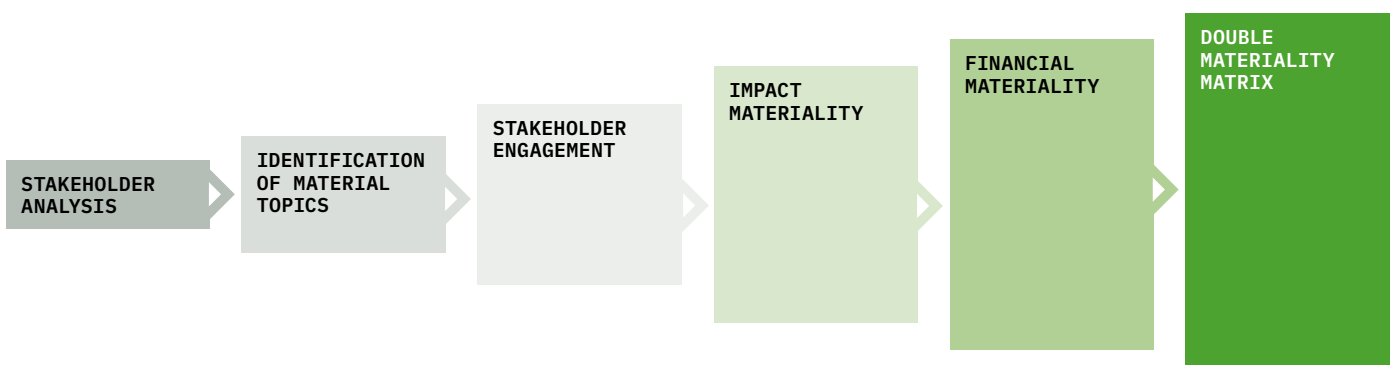 STAKEHOLDER
ANALYSIS
IDENTIFICATION
OF MATERIAL
TOPICS
STAKEHOLDER
ENGAGEMENT
IMPACT
MATERIALITY
FINANCIAL
MATERIALITY
DOUBLE
MATERIALITY
MATRIX